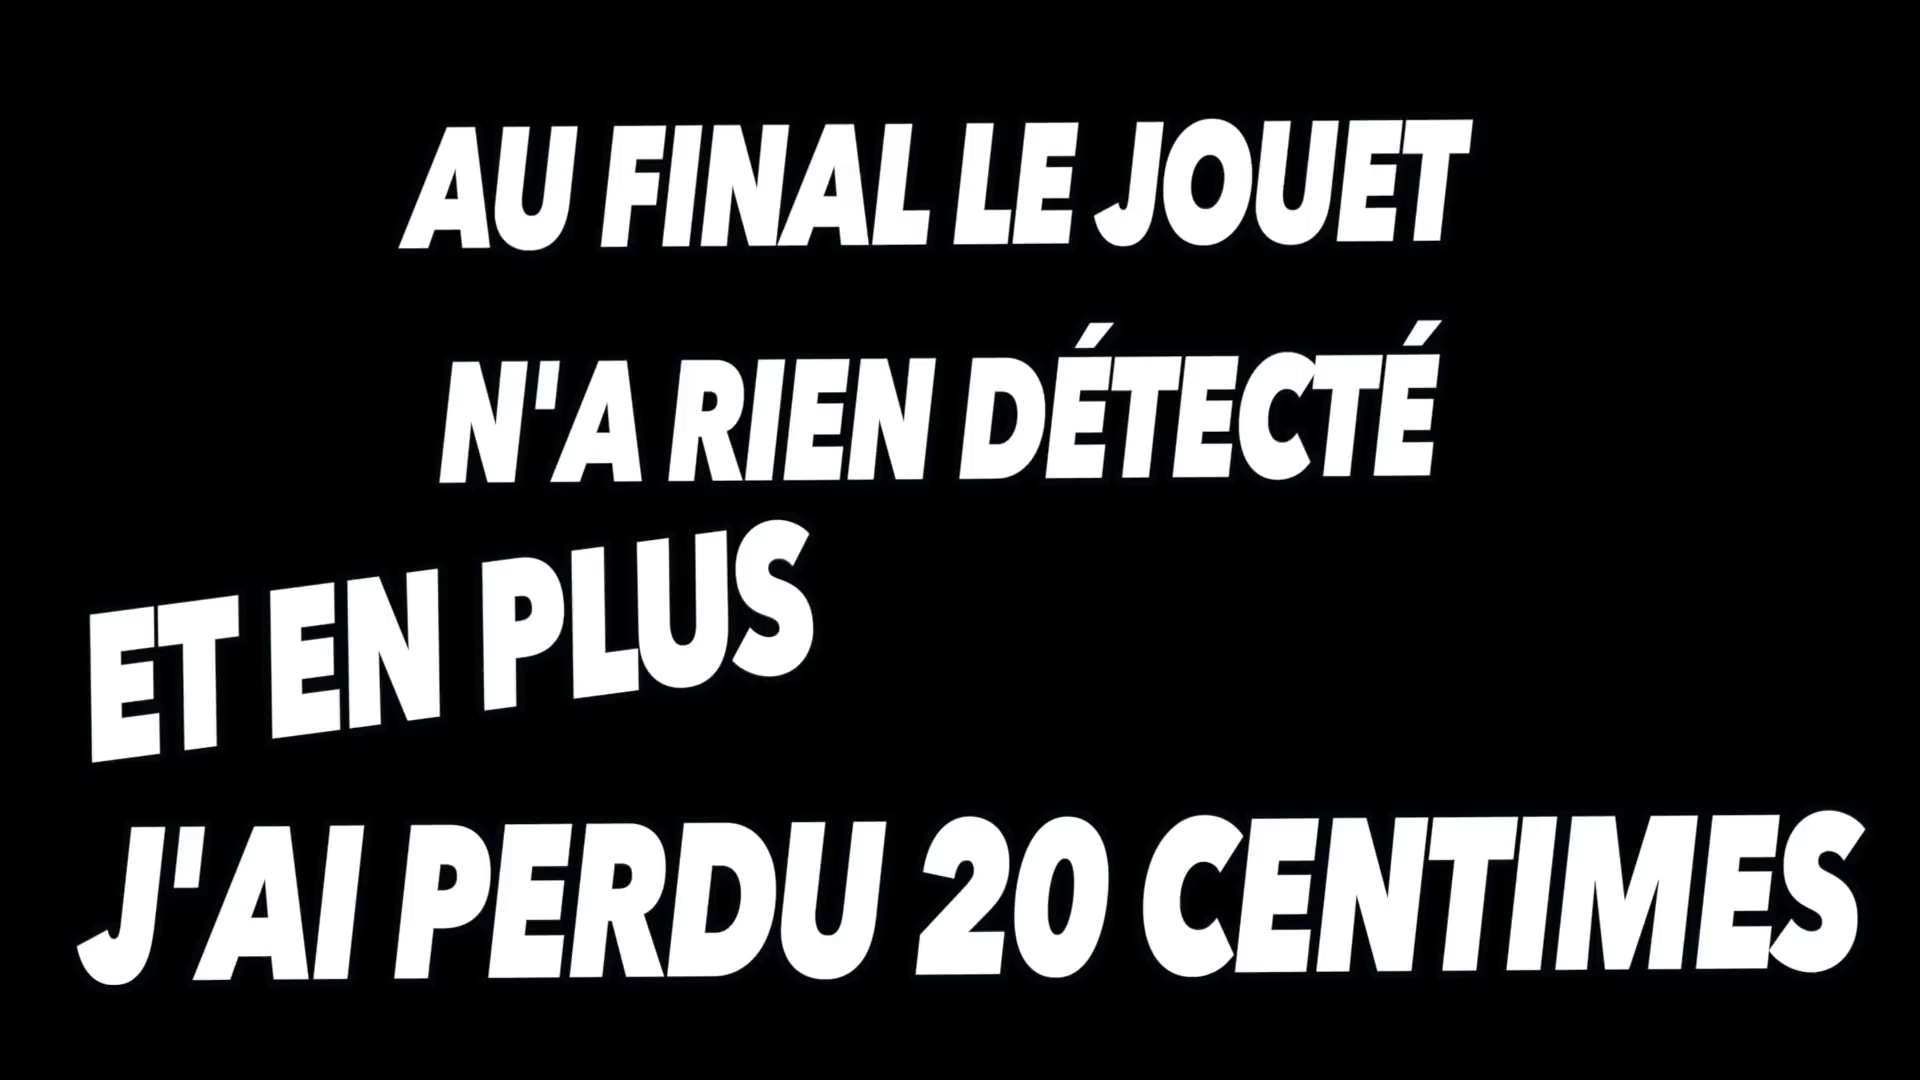 AU FINAL LE JOUET
N'A RIEN DÉTECTÉ
ET EN PLUS
J'AI PERDU 20 CENTIMES